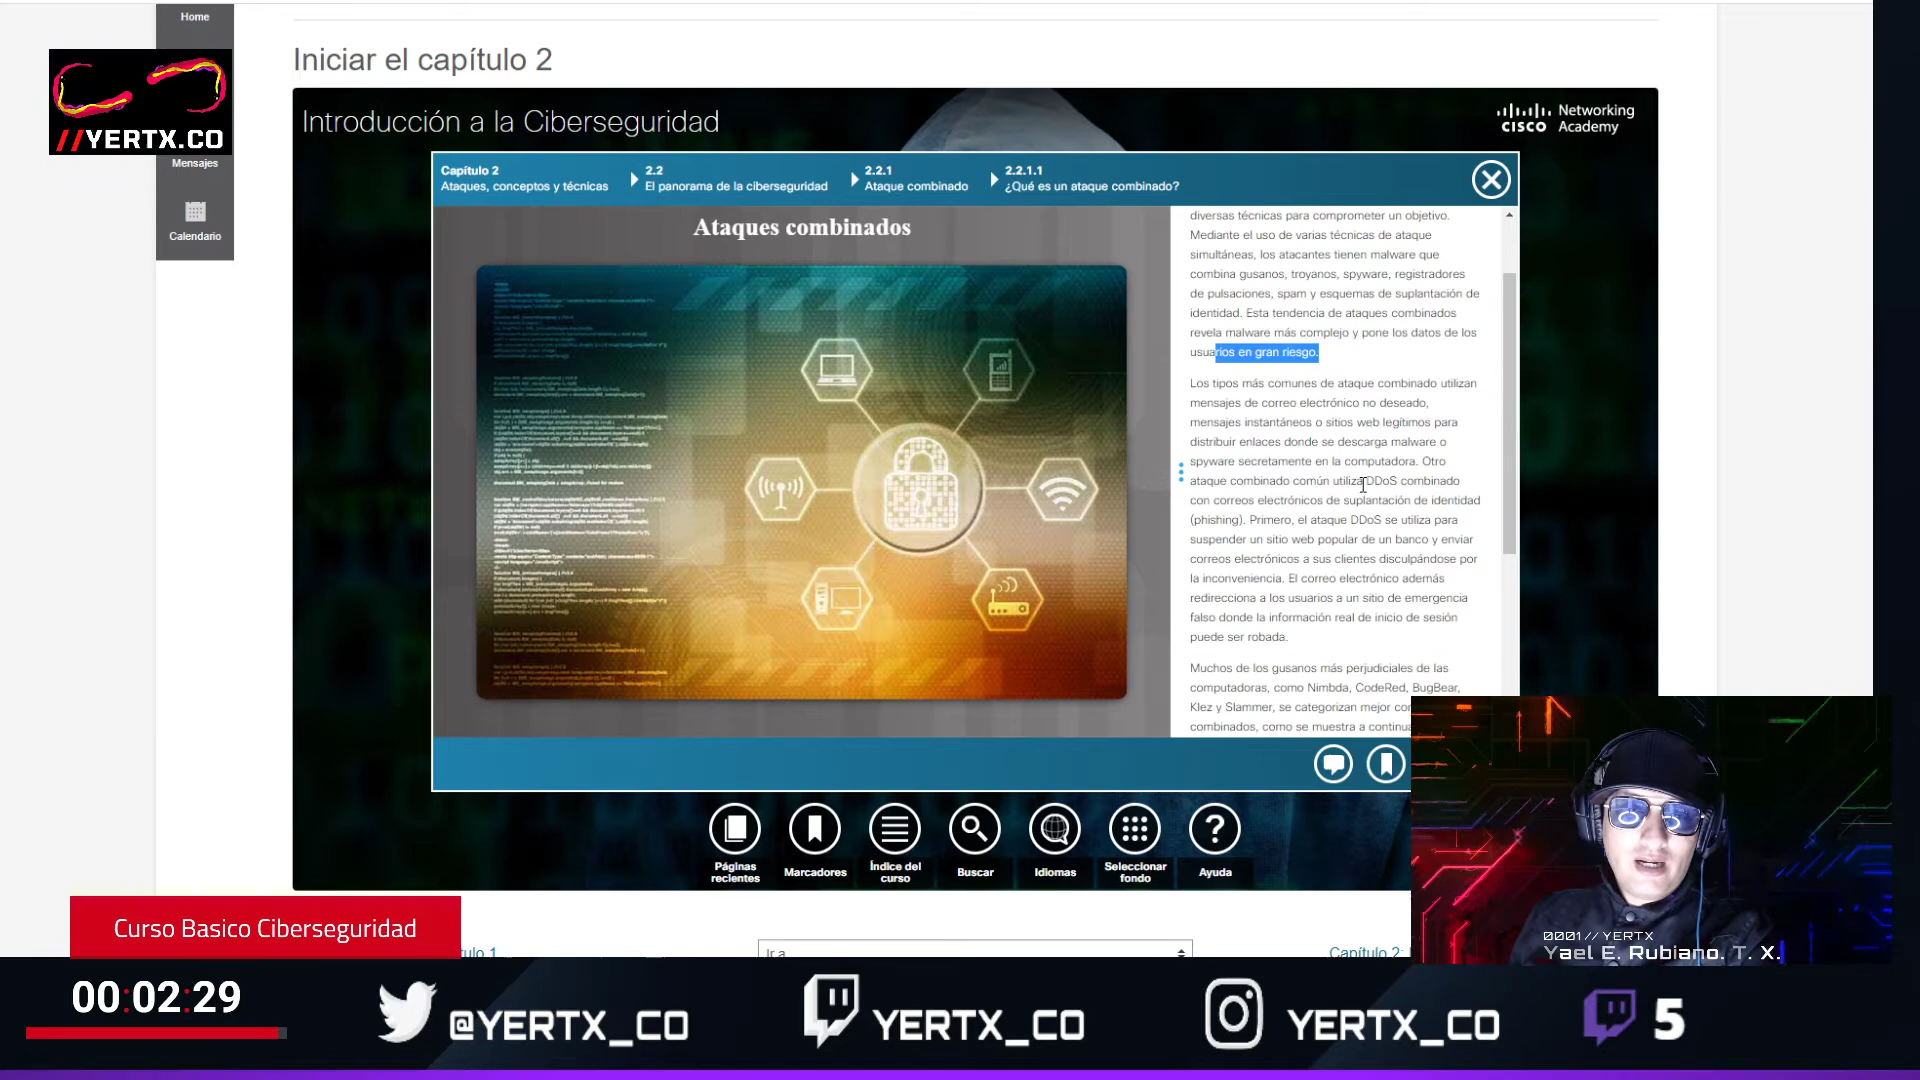 Home
Iniciar el capítulo 2
//YERTX.CO
Mensajes
Calendario
Introducción a la Ciberseguridad
CISCO Networking Academy
Capítulo 2
Ataques, conceptos y técnicas
2.2
El panorama de la ciberseguridad
2.2.1
Ataque combinado
2.2.1.1
¿Qué es un ataque combinado?
Ataques combinados
diversas técnicas para comprometer un objetivo.
Mediante el uso de varias técnicas de ataque
simultáneas, los atacantes tienen malware que
combina gusanos, troyanos, spyware, registradores
de pulsaciones, spam y esquemas de suplantación de
identidad. Esta tendencia de ataques combinados
revela malware más complejo y pone los datos de los
usuarios en gran riesgo.
Los tipos más comunes de ataque combinado utilizan
mensajes de correo electrónico no deseado,
mensajes instantáneos o sitios web legítimos para
distribuir enlaces donde se descarga malware o
spyware secretamente en la computadora. Otro
ataque combinado común utiliza DDoS combinado
con correos electrónicos de suplantación de identidad
(phishing). Primero, el ataque DDoS se utiliza para
suspender un sitio web popular de un banco y enviar
correos electrónicos a sus clientes disculpándose por
la inconveniencia. El correo electrónico además
redirecciona a los usuarios a un sitio de emergencia
falso donde la información real de inicio de sesión
puede ser robada.
Muchos de los gusanos más perjudiciales de las
computadoras, como Nimbda, CodeRed, BugBear,
Klez y Slammer, se categorizan mejor co
combinados, como se muestra a continua
Páginas recientes
Marcadores
Índice del curso
Buscar
Idiomas
Seleccionar fondo
Ayuda
Curso Basico Ciberseguridad
tulo 1
Ir a
Capítulo 2:
0001 // YERTX
Yael E. Rubiano. T. X.
00:02:29
@YERTX_CO
YERTX_CO
YERTX_CO
5